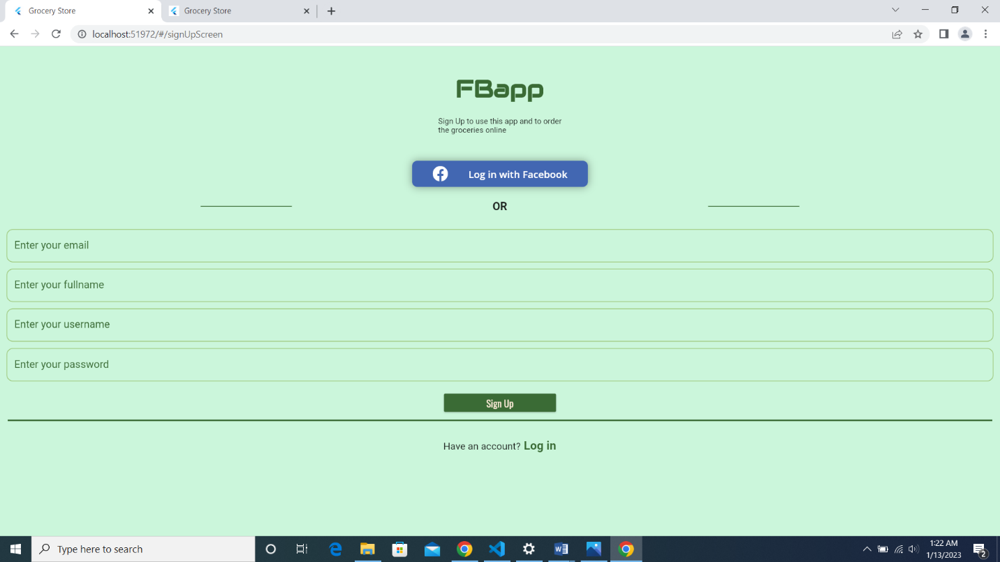 Grocery Store
Grocery Store
localhost:51972/#/signUpScreen
FBapp
Sign Up to use this app and to order
the groceries online
Log in with Facebook
OR
Enter your email
Enter your fullname
Enter your username
Enter your password
Sign Up
Have an account? Log in
Type here to search
1:22 AM
1/13/2023
2